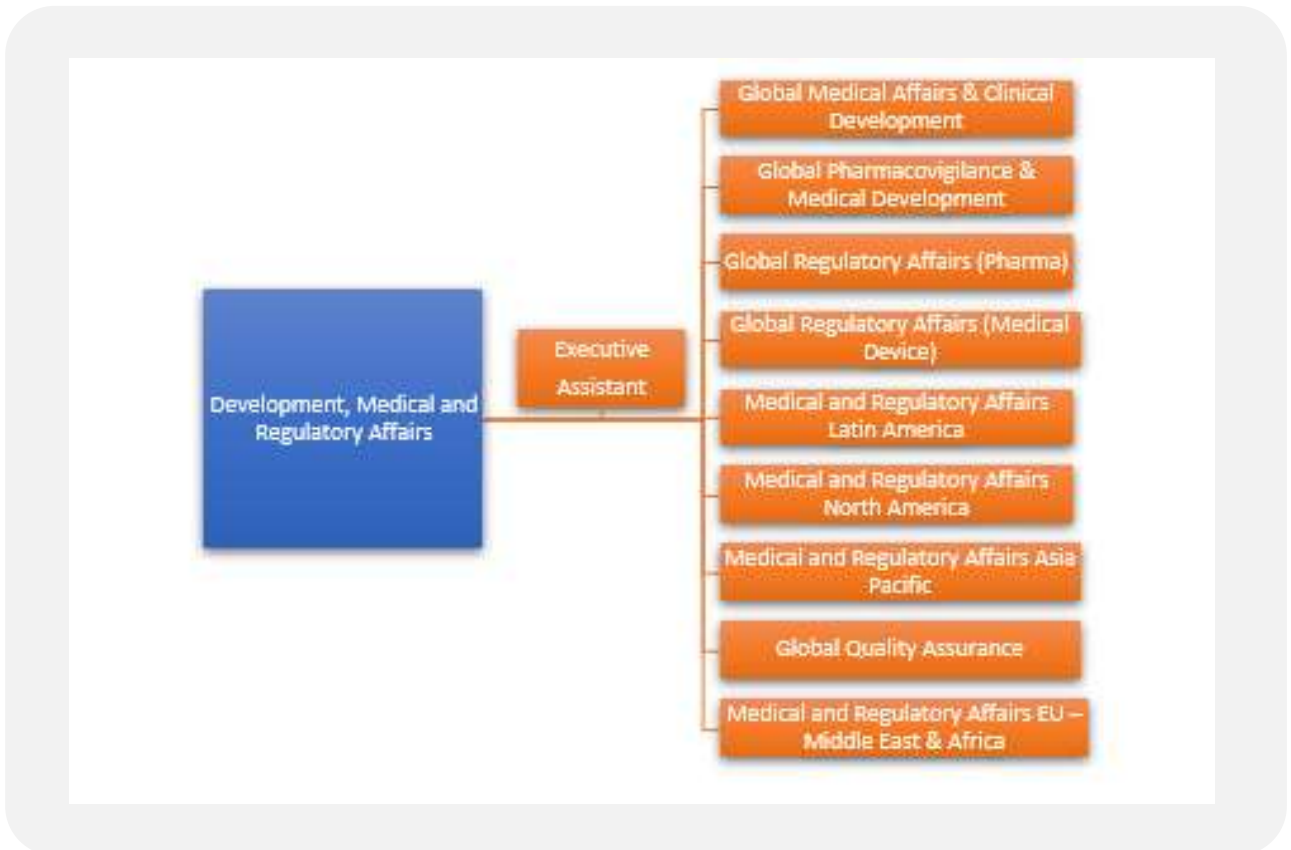 Development, Medical and
Regulatory Affairs
Executive
Assistant
Global Medical Affairs & Clinical
Development
Global Pharmacovigilance &
Medical Development
Global Regulatory Affairs (Pharma)
Global Regulatory Affairs (Medical
Device)
Medical and Regulatory Affairs
Latin America
Medical and Regulatory Affairs
North America
Medical and Regulatory Affairs Asia
Pacific
Global Quality Assurance
Medical and Regulatory Affairs EU –
Middle East & Africa